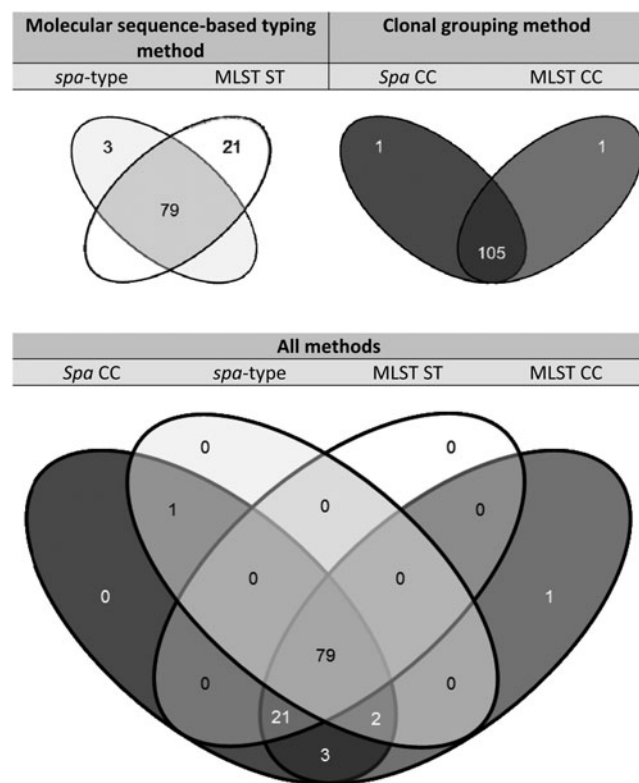 Molecular sequence-based typing method
Clonal grouping method
spa-type MLST ST
Spa CC MLST CC
3 21
79
1 1
105
All methods
Spa CC spa-type MLST ST MLST CC
0 0
1 0 0
0 0 0 1
79
0 0
21 2
3